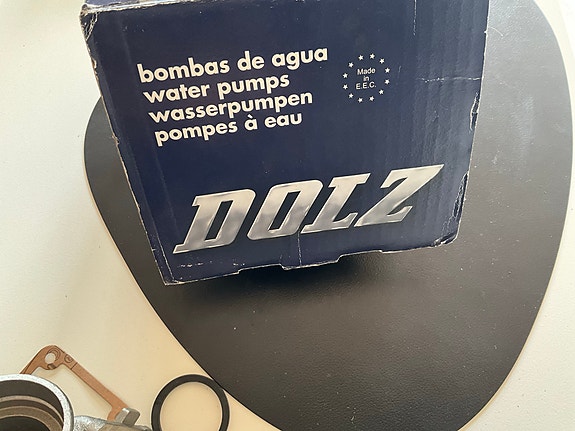 bombas de agua
water pumps
wasserpumpen
pompes à eau
Made
in
E.E.C.
DOLZ